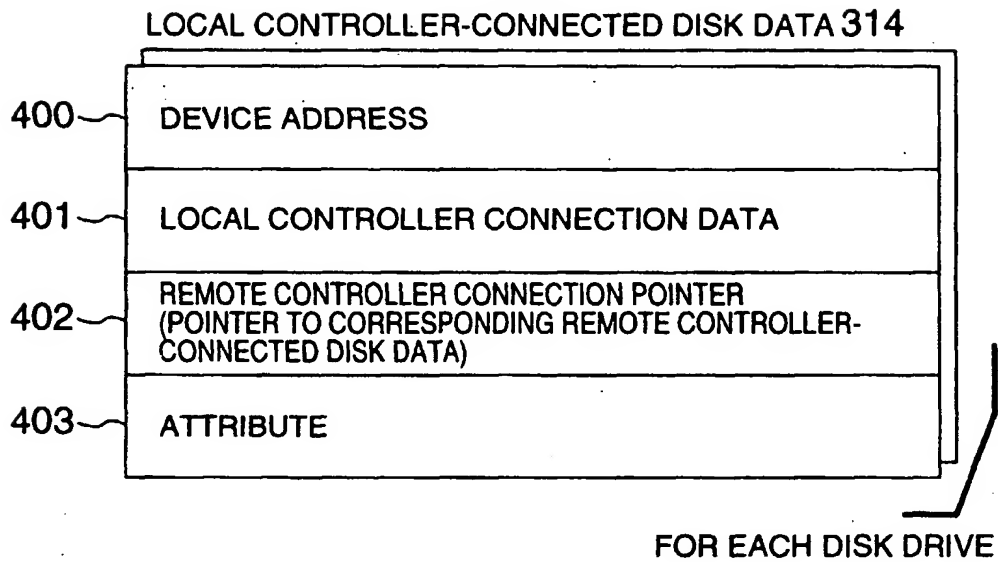 LOCAL CONTROLLER-CONNECTED DISK DATA 314
400 DEVICE ADDRESS
401 LOCAL CONTROLLER CONNECTION DATA
REMOTE CONTROLLER CONNECTION POINTER
402 (POINTER TO CORRESPONDING REMOTE CONTROLLER-
CONNECTED DISK DATA)
403 ATTRIBUTE
FOR EACH DISK DRIVE